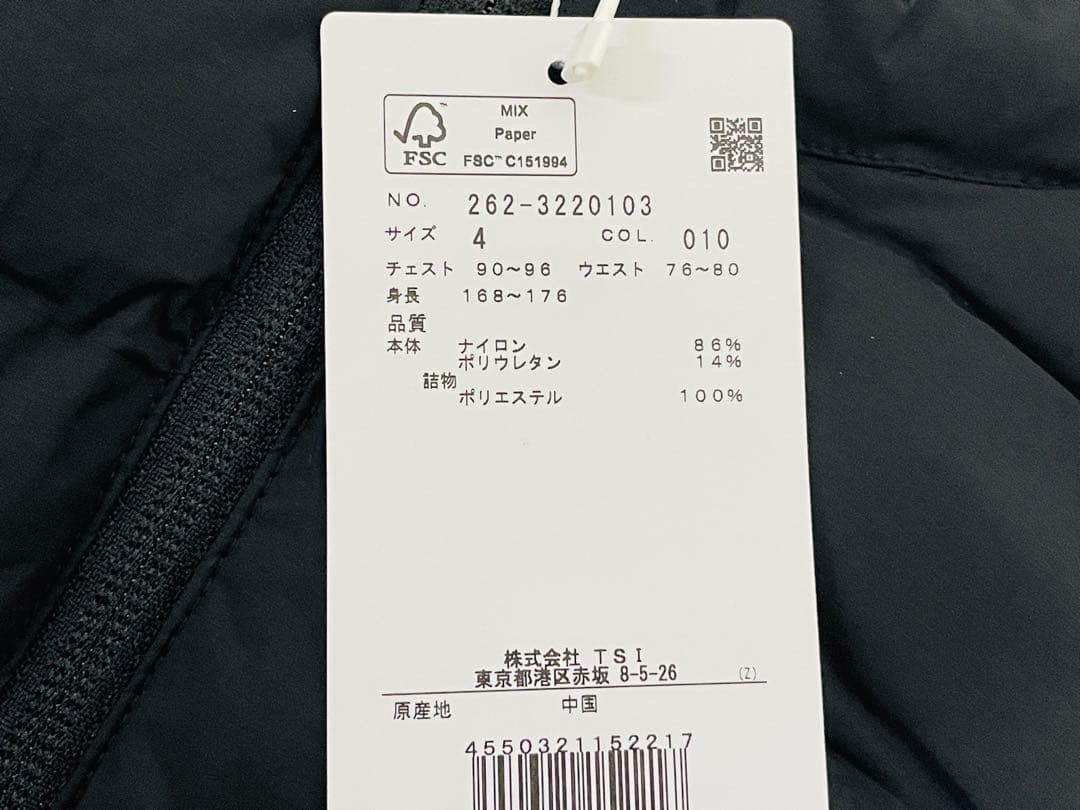 MIX
Paper
FSC™ FSC™ C151994
NO. 262-3220103
サイズ 4 COL. 010
チェスト 90~96 ウエスト 76~80
身長 168~176
品質
本体 ナイロン 86%
ポリウレタン 14%
詰物
ポリエステル 100%
株式会社 TSI
東京都港区赤坂 8-5-26 (Z)
原産地 中国
4550321152217